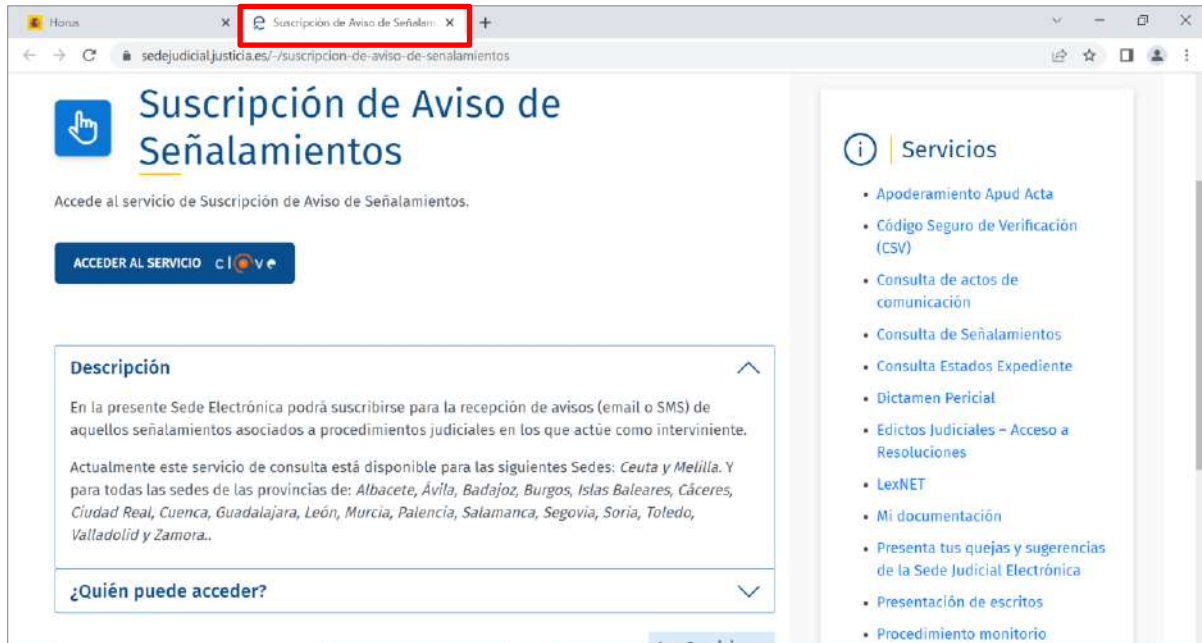 Horus
Suscripción de Aviso de Señalam
sedejudicial.justicia.es/-/suscripcion-de-aviso-de-senalamientos
Suscripción de Aviso de
Señalamientos
Accede al servicio de Suscripción de Aviso de Señalamientos.
ACCEDER AL SERVICIO cl@ve
Descripción
En la presente Sede Electrónica podrá suscribirse para la recepción de avisos (email o SMS) de
aquellos señalamientos asociados a procedimientos judiciales en los que actúe como interviniente.
Actualmente este servicio de consulta está disponible para las siguientes Sedes: Ceuta y Melilla. Y
para todas las sedes de las provincias de: Albacete, Ávila, Badajoz, Burgos, Islas Baleares, Cáceres,
Ciudad Real, Cuenca, Guadalajara, León, Murcia, Palencia, Salamanca, Segovia, Soria, Toledo,
Valladolid y Zamora..
¿Quién puede acceder?
Servicios
• Apoderamiento Apud Acta
• Código Seguro de Verificación
(CSV)
• Consulta de actos de
comunicación
• Consulta de Señalamientos
• Consulta Estados Expediente
• Dictamen Pericial
• Edictos Judiciales – Acceso a
Resoluciones
• LexNET
• Mi documentación
• Presenta tus quejas y sugerencias
de la Sede Judicial Electrónica
• Presentación de escritos
• Procedimiento monitorio